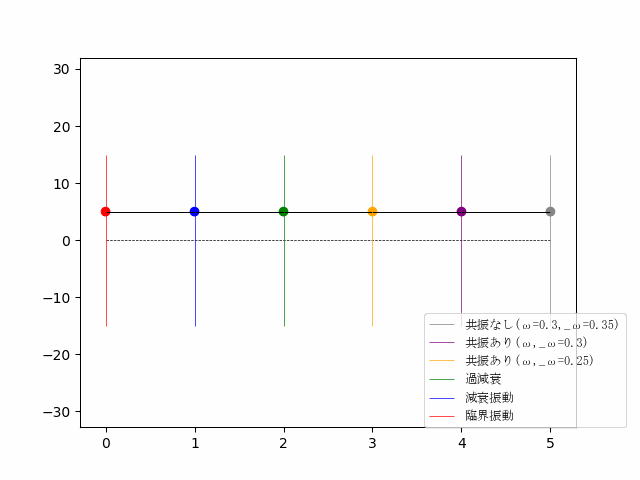 30
20
10
0
−10
−20
−30
0 1 2 3 4 5
共振なし(ω=0.3,_ω=0.35)
共振あり(ω,_ω=0.3)
共振あり(ω,_ω=0.25)
過減衰
減衰振動
臨界振動